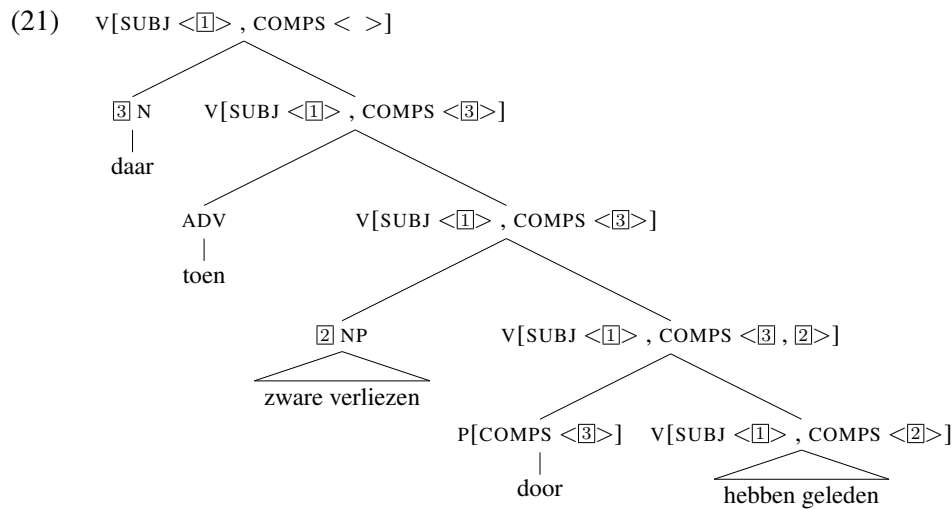 (21) V[SUBJ <1> , COMPS < >]
3 N V[SUBJ <1> , COMPS <3>]
daar
ADV V[SUBJ <1> , COMPS <3>]
toen
2 NP V[SUBJ <1> , COMPS <3 , 2>]
zware verliezen
P[COMPS <3>] V[SUBJ <1> , COMPS <2>]
door hebben geleden